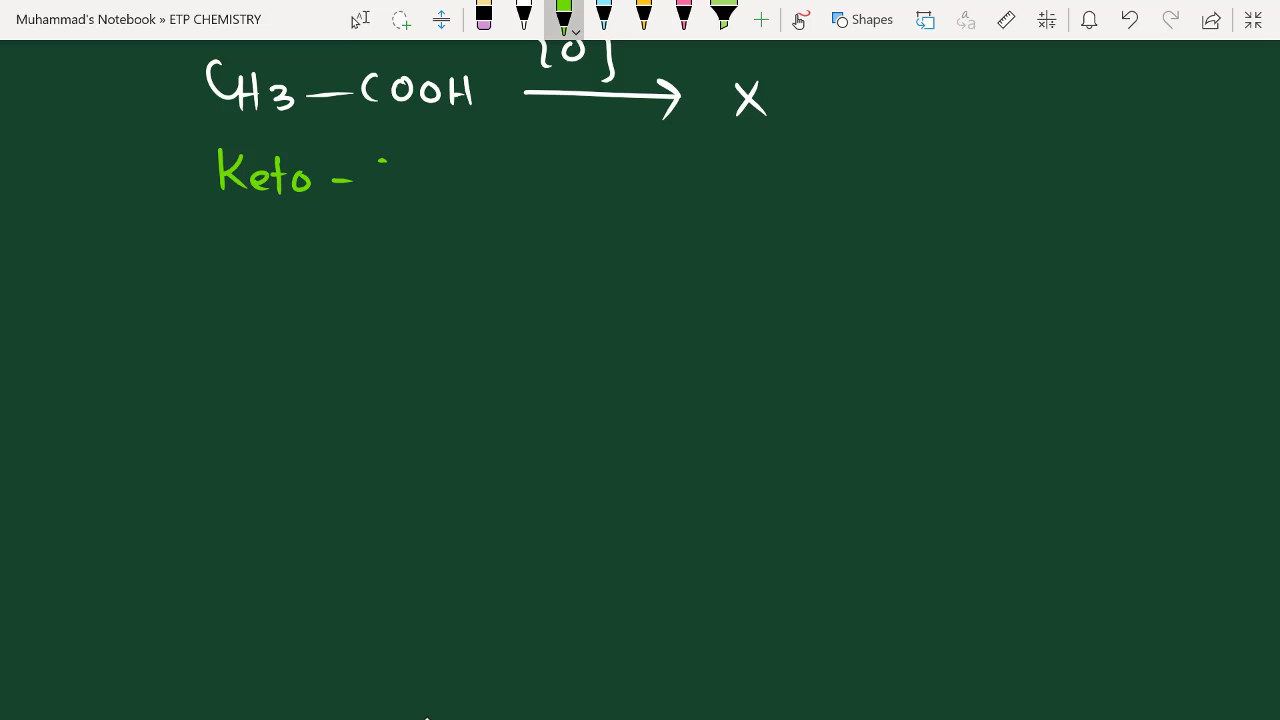 Muhammad's Notebook » ETP CHEMISTRY
Shapes
[O]
CH3 — COOH ⟶ X
Keto -